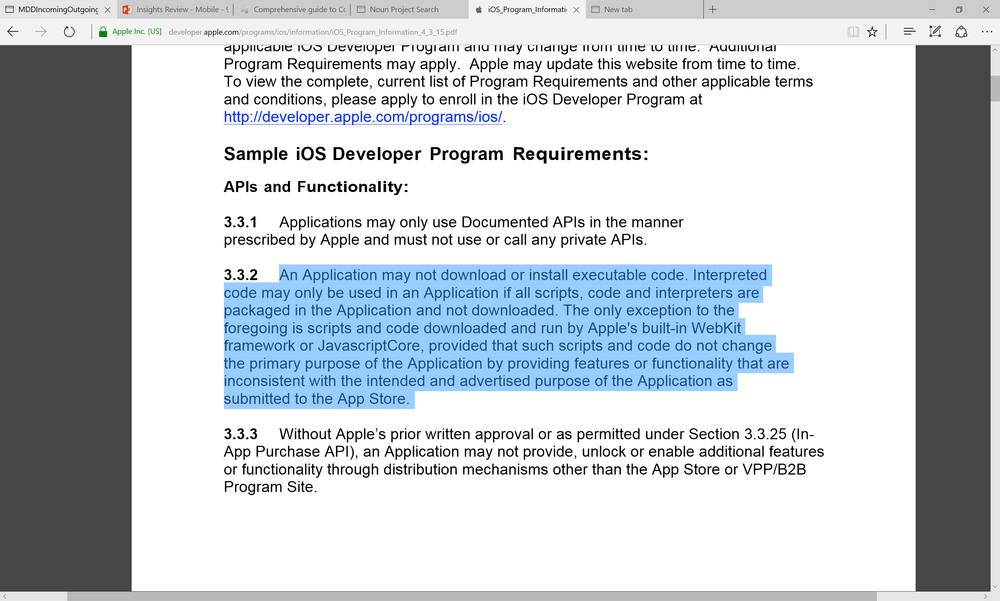 MDDIncomingOutgoing
Insights Review - Mobile - 9
Comprehensive guide to Co
Noun Project Search
iOS_Program_Informati
New tab
Apple Inc. [US] developer.apple.com/programs/ios/information/iOS_Program_Information_4_3_15.pdf
applicable iOS Developer Program and may change from time to time. Additional
Program Requirements may apply. Apple may update this website from time to time.
To view the complete, current list of Program Requirements and other applicable terms
and conditions, please apply to enroll in the iOS Developer Program at
http://developer.apple.com/programs/ios/.
Sample iOS Developer Program Requirements:
APIs and Functionality:
3.3.1 Applications may only use Documented APIs in the manner
prescribed by Apple and must not use or call any private APIs.
3.3.2 An Application may not download or install executable code. Interpreted
code may only be used in an Application if all scripts, code and interpreters are
packaged in the Application and not downloaded. The only exception to the
foregoing is scripts and code downloaded and run by Apple's built-in WebKit
framework or JavascriptCore, provided that such scripts and code do not change
the primary purpose of the Application by providing features or functionality that are
inconsistent with the intended and advertised purpose of the Application as
submitted to the App Store.
3.3.3 Without Apple’s prior written approval or as permitted under Section 3.3.25 (In-
App Purchase API), an Application may not provide, unlock or enable additional features
or functionality through distribution mechanisms other than the App Store or VPP/B2B
Program Site.